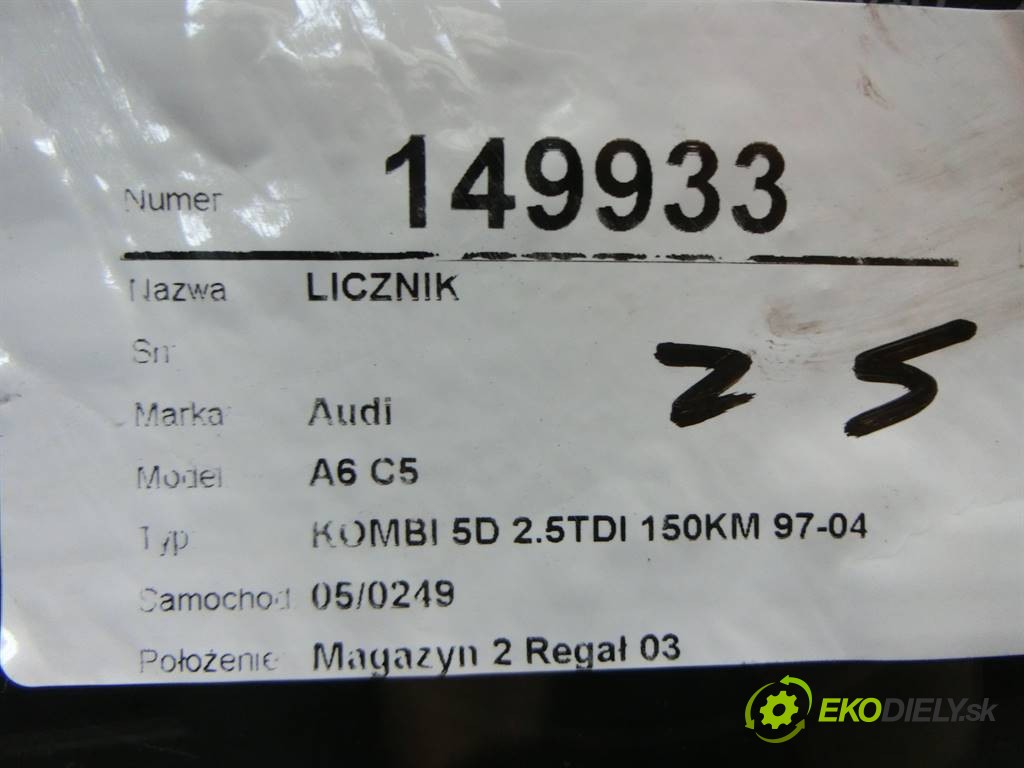 Numer 149933
Nazwa LICZNIK
Sn
Marka Audi
2 5
Model A6 C5
Typ KOMBI 5D 2.5TDI 150KM 97-04
Samochod 05/0249
Położenie Magazyn 2 Regał 03
EKODIELY.sk